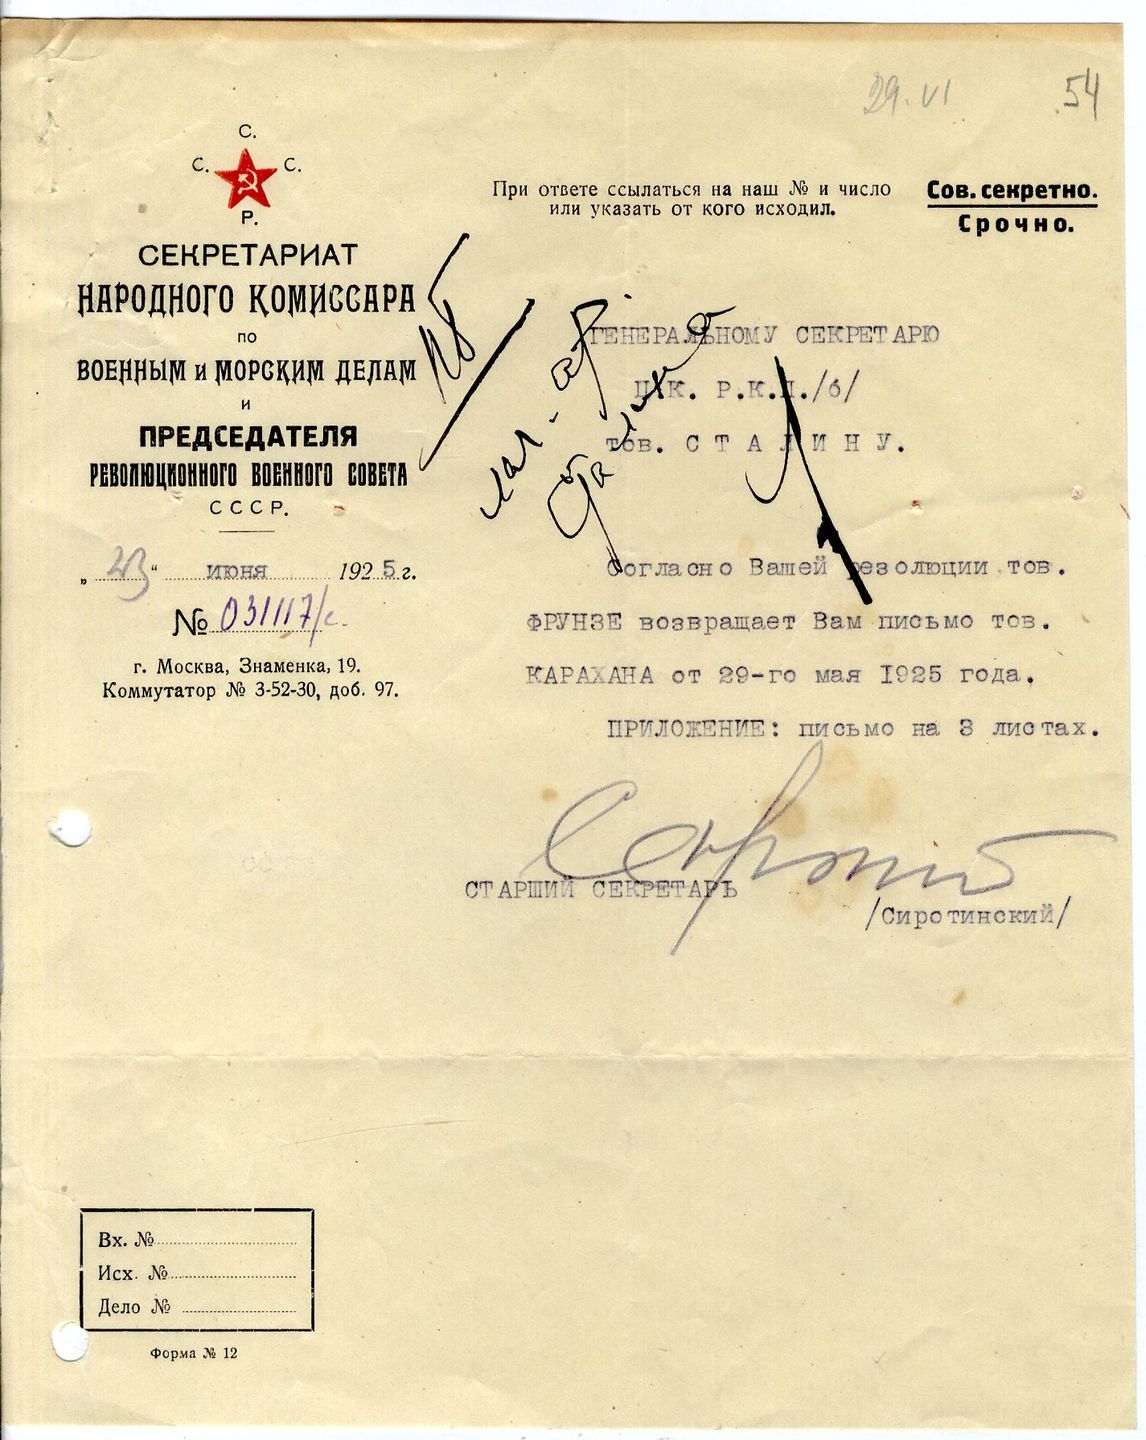 29.VI
54
С.
С. С.
Р.
СЕКРЕТАРИАТ
НАРОДНОГО КОМИССАРА
ПО
ВОЕННЫМ и МОРСКИМ ДЕЛАМ
И
ПРЕДСЕДАТЕЛЯ
РЕВОЛЮЦИОННОГО ВОЕННОГО СОВЕТА
СССР.
„23“ июня 1925 г.
№ 031117/с.
г. Москва, Знаменка, 19.
Коммутатор № 3-52-30, доб. 97.
При ответе ссылаться на наш № и число
или указать от кого исходил.
Сов. секретно.
Срочно.
ГЕНЕРАЛЬНОМУ СЕКРЕТАРЮ
Ц.К. Р.К.П./б/
тов. СТАЛИНУ.
Согласно Вашей резолюции тов.
ФРУНЗЕ возвращает Вам письмо тов.
КАРАХАНА от 29-го мая 1925 года.
ПРИЛОЖЕНИЕ: письмо на 3 листах.
СТАРШИЙ СЕКРЕТАРЬ
/Сиротинский/
Вх. №
Исх. №
Дело №
Форма № 12